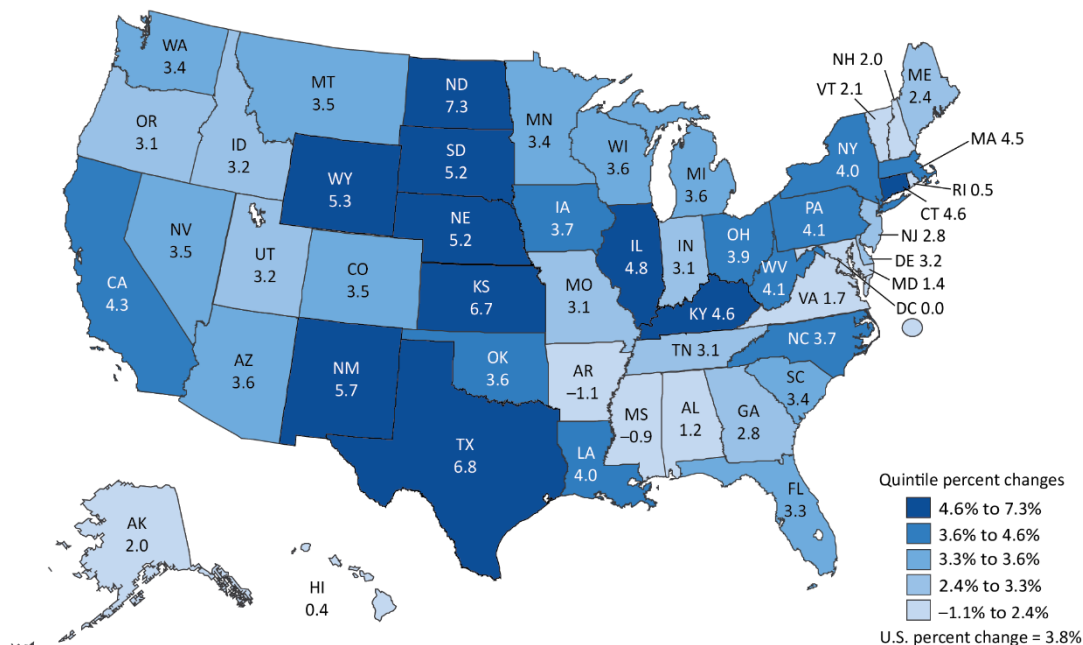 WA
3.4
MT
3.5
ND
7.3
MN
3.4
NH 2.0
VT 2.1
ME
2.4
OR
3.1
ID
3.2
WY
5.3
SD
5.2
WI
3.6
MI
3.6
NY
4.0
MA 4.5
RI 0.5
CT 4.6
NJ 2.8
DE 3.2
MD 1.4
DC 0.0
CA
4.3
NV
3.5
UT
3.2
CO
3.5
NE
5.2
IA
3.7
IL
4.8
IN
3.1
OH
3.9
PA
4.1
WV
4.1
VA 1.7
KS
6.7
MO
3.1
KY 4.6
AZ
3.6
NM
5.7
OK
3.6
AR
–1.1
TN 3.1
NC 3.7
SC
3.4
TX
6.8
LA
4.0
MS
–0.9
AL
1.2
GA
2.8
FL
3.3
AK
2.0
HI
0.4
Quintile percent changes
4.6% to 7.3%
3.6% to 4.6%
3.3% to 3.6%
2.4% to 3.3%
–1.1% to 2.4%
U.S. percent change = 3.8%